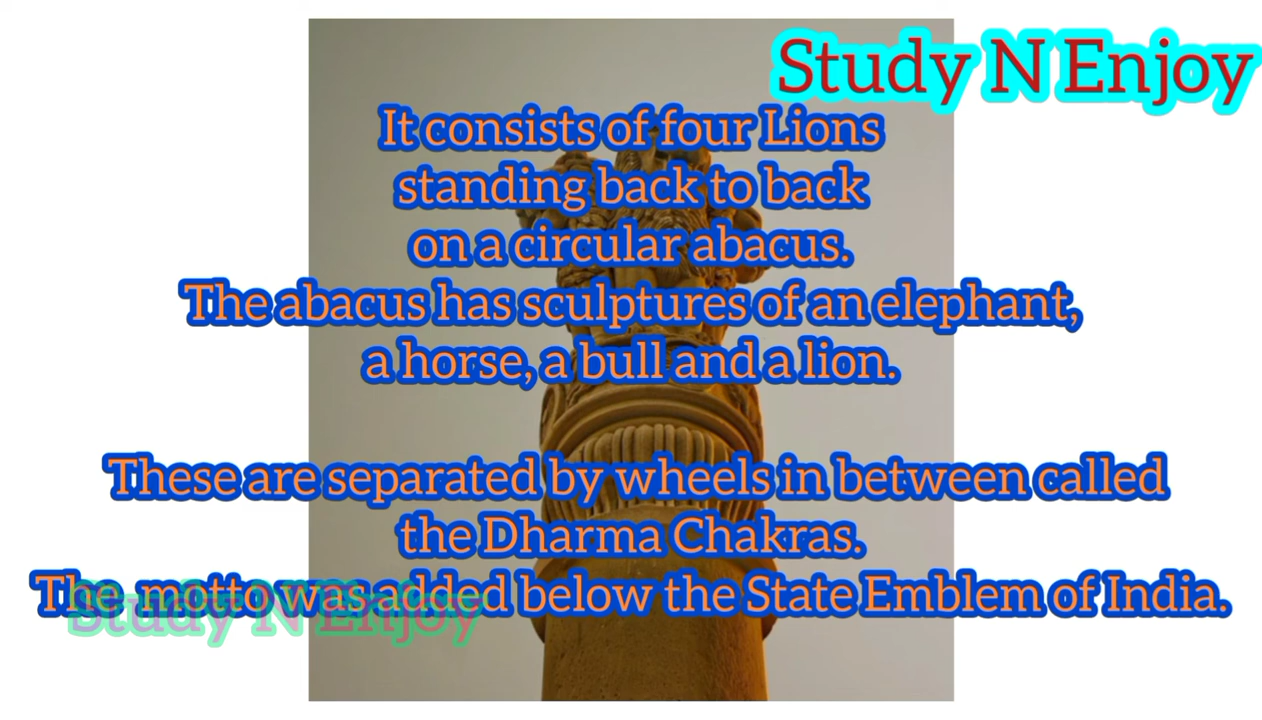 Study N Enjoy
It consists of four Lions
standing back to back
on a circular abacus.
The abacus has sculptures of an elephant,
a horse, a bull and a lion.
These are separated by wheels in between called
the Dharma Chakras.
The motto was added below the State Emblem of India.
Study N Enjoy